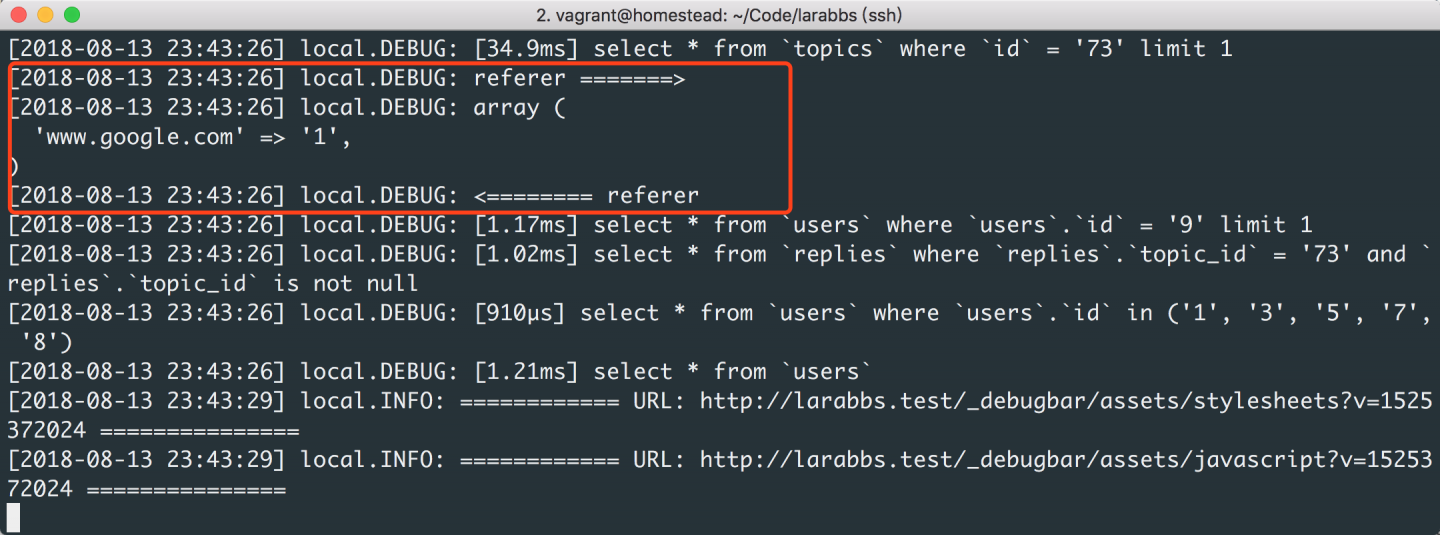 2. vagrant@homestead: ~/Code/larabbs (ssh)
[2018-08-13 23:43:26] local.DEBUG: [34.9ms] select * from `topics` where `id` = '73' limit 1
[2018-08-13 23:43:26] local.DEBUG: referer =======>
[2018-08-13 23:43:26] local.DEBUG: array (
  'www.google.com' => '1',
)
[2018-08-13 23:43:26] local.DEBUG: <======== referer
[2018-08-13 23:43:26] local.DEBUG: [1.17ms] select * from `users` where `users`.`id` = '9' limit 1
[2018-08-13 23:43:26] local.DEBUG: [1.02ms] select * from `replies` where `replies`.`topic_id` = '73' and `
replies`.`topic_id` is not null
[2018-08-13 23:43:26] local.DEBUG: [910μs] select * from `users` where `users`.`id` in ('1', '3', '5', '7',
 '8')
[2018-08-13 23:43:26] local.DEBUG: [1.21ms] select * from `users`
[2018-08-13 23:43:29] local.INFO: ============ URL: http://larabbs.test/_debugbar/assets/stylesheets?v=1525
372024 ===============
[2018-08-13 23:43:29] local.INFO: ============ URL: http://larabbs.test/_debugbar/assets/javascript?v=15253
72024 ===============